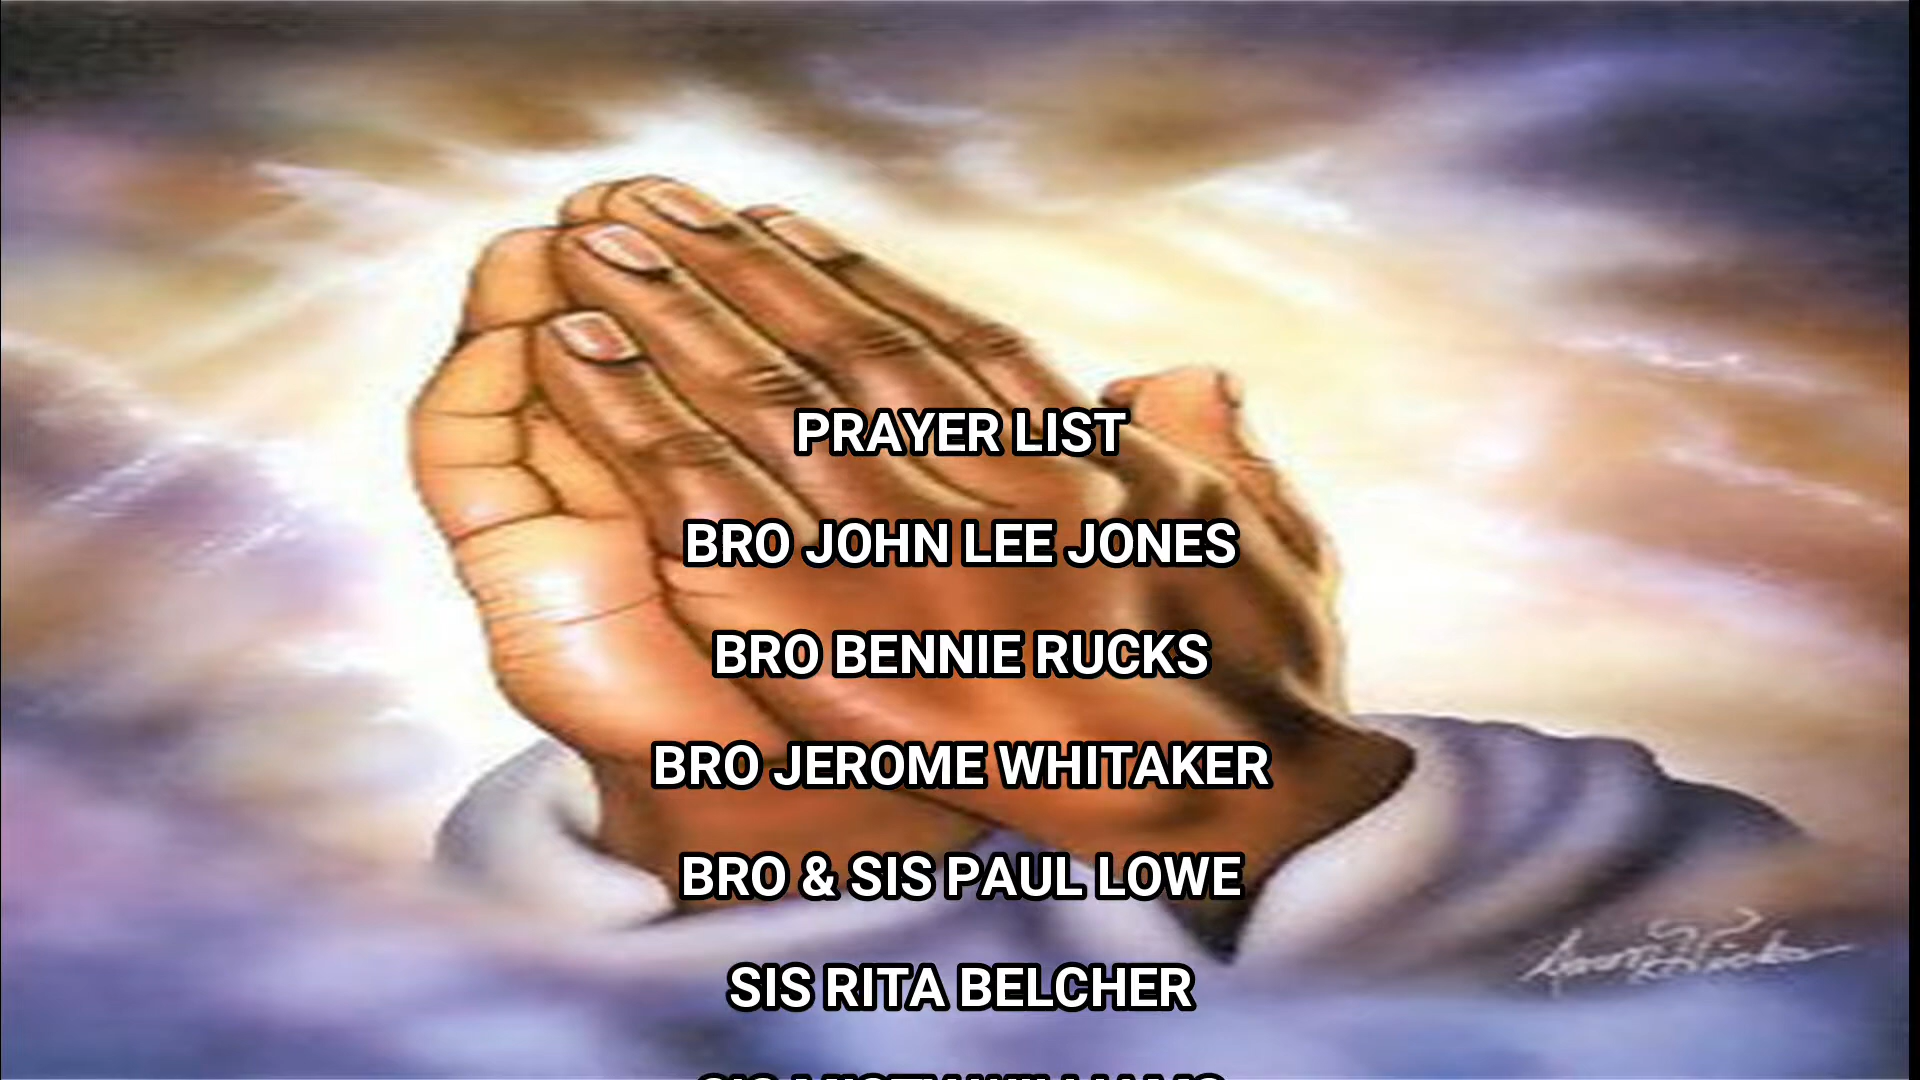 PRAYER LIST
BRO JOHN LEE JONES
BRO BENNIE RUCKS
BRO JEROME WHITAKER
BRO & SIS PAUL LOWE
SIS RITA BELCHER